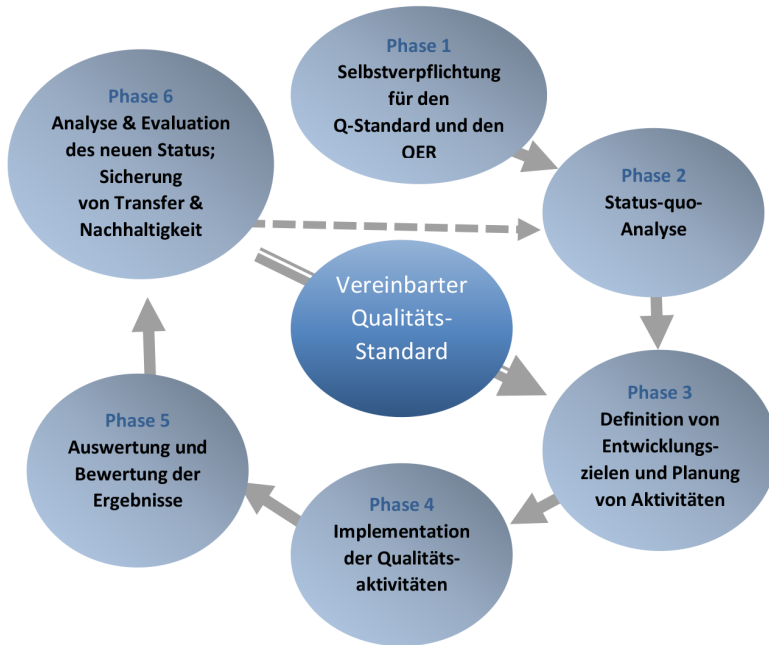 Phase 1
Selbstverpflichtung
für den
Q-Standard und den
QER
Phase 2
Status-quo-
Analyse
Phase 3
Definition von
Entwicklungs-
zielen und Planung
von Aktivitäten
Phase 4
Implementation
der Qualitäts-
aktivitäten
Phase 5
Auswertung und
Bewertung der
Ergebnisse
Phase 6
Analyse & Evaluation
des neuen Status;
Sicherung
von Transfer &
Nachhaltigkeit
Vereinbarter
Qualitäts-
Standard